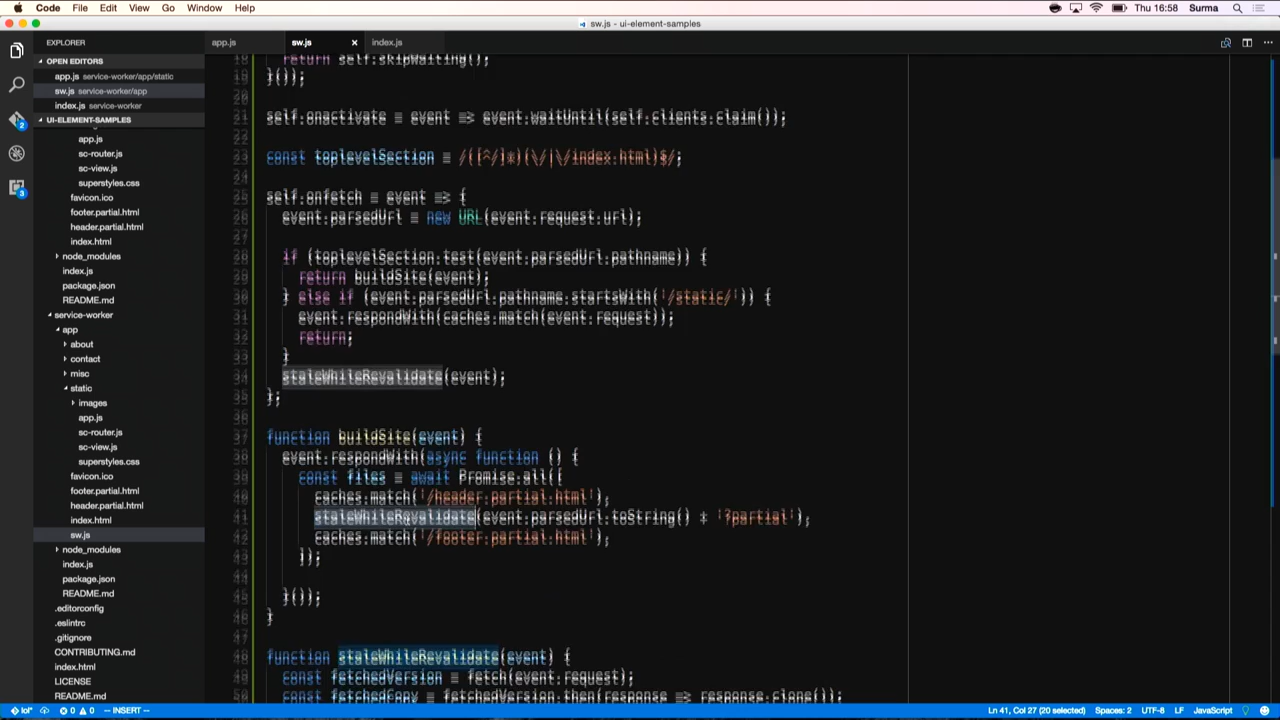 Code File Edit View Go Window Help Thu 16:58 Surma
sw.js - ui-element-samples
EXPLORER
OPEN EDITORS
app.js service-worker/app/static
sw.js service-worker/app
index.js service-worker
UI-ELEMENT-SAMPLES
app.js
sc-router.js
sc-view.js
superstyles.css
favicon.ico
footer.partial.html
header.partial.html
index.html
node_modules
index.js
package.json
README.md
service-worker
app
about
contact
misc
static
images
app.js
sc-router.js
sc-view.js
superstyles.css
favicon.ico
footer.partial.html
header.partial.html
index.html
sw.js
node_modules
index.js
package.json
README.md
.editorconfig
.eslintrc
.gitignore
CONTRIBUTING.md
index.html
LICENSE
README.md
app.js sw.js index.js
return self.skipWaiting();
}());
self.onactivate = event => event.waitUntil(self.clients.claim());
const toplevelSection = /([^/]*)(\/|\/index.html)$/;
self.onfetch = event => {
event.parsedUrl = new URL(event.request.url);
if (toplevelSection.test(event.parsedUrl.pathname)) {
return buildSite(event);
} else if (event.parsedUrl.pathname.startsWith('/static/')) {
event.respondWith(caches.match(event.request));
return;
}
staleWhileRevalidate(event);
};
function buildSite(event) {
event.respondWith(async function () {
const files = await Promise.all([
caches.match('/header.partial.html'),
staleWhileRevalidate(event.parsedUrl.toString() + '?partial'),
caches.match('/footer.partial.html'),
]);
}());
}
function staleWhileRevalidate(event) {
const fetchedVersion = fetch(event.request);
const fetchedCopy = fetchedVersion.then(response => response.clone());
lol* 0 0 -- INSERT -- Ln 41, Col 27 (20 selected) Spaces: 2 UTF-8 LF JavaScript